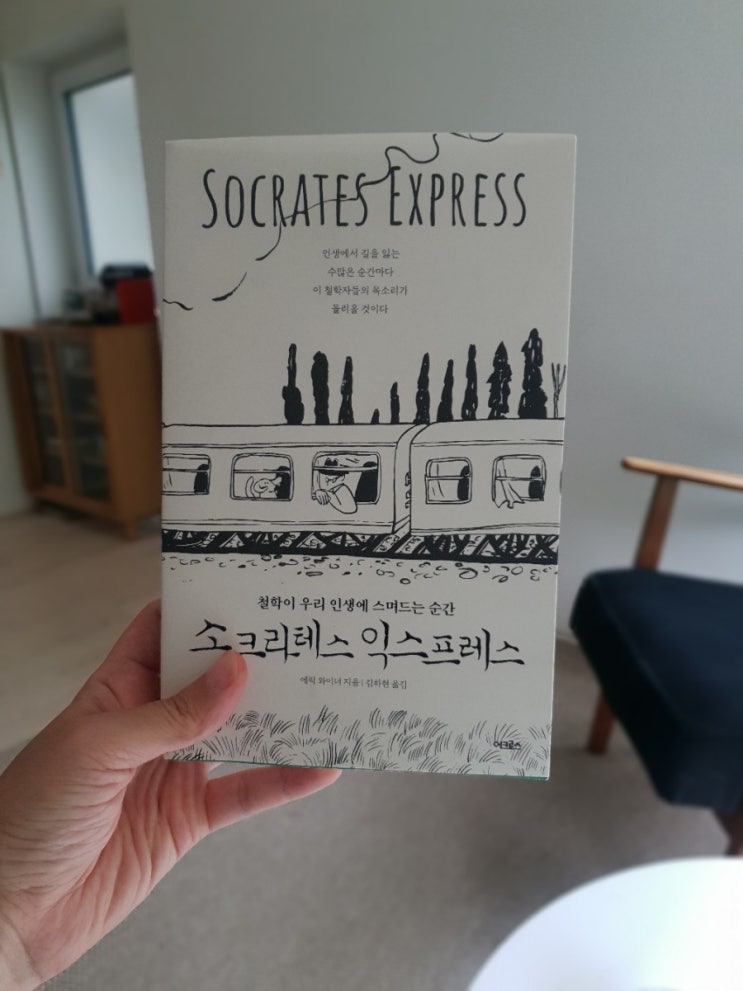 SOCRATES EXPRESS
인생에서 길을 잃는
수많은 순간마다
이 철학자들의 목소리가
들려올 것이다
철학이 우리 인생에 스며드는 순간
소크라테스 익스프레스
에릭 와이너 지음 | 김하현 옮김
어크로스